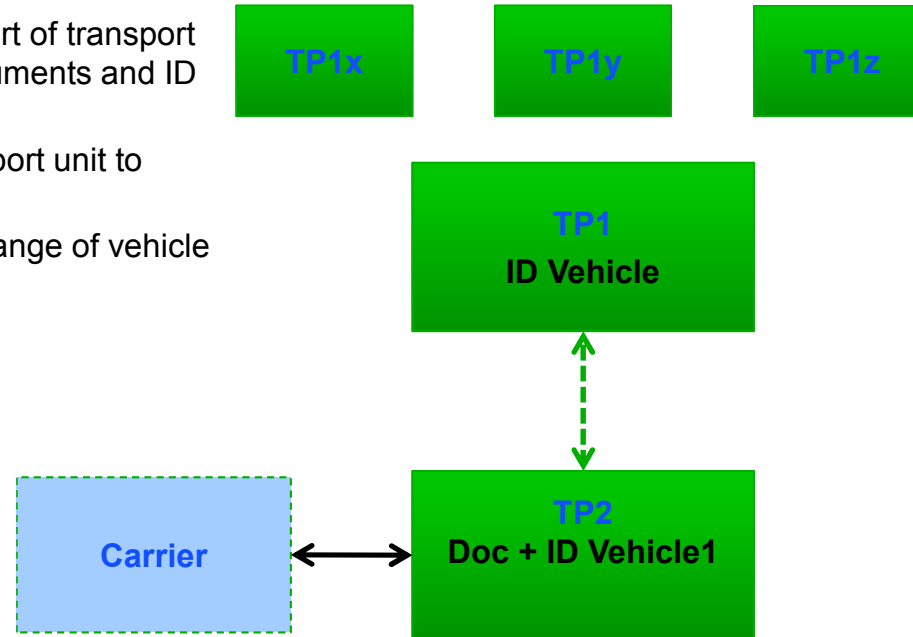 rt of transport
uments and ID
port unit to
ange of vehicle
TP1x
TP1y
TP1z
TP1
ID Vehicle
TP2
Doc + ID Vehicle1
Carrier